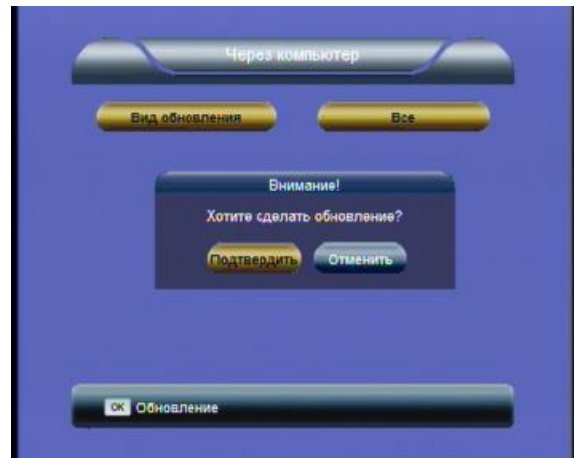 Через компьютер
Вид обновления Все
Внимание!
Хотите сделать обновление?
Подтвердить Отменить
OK Обновление